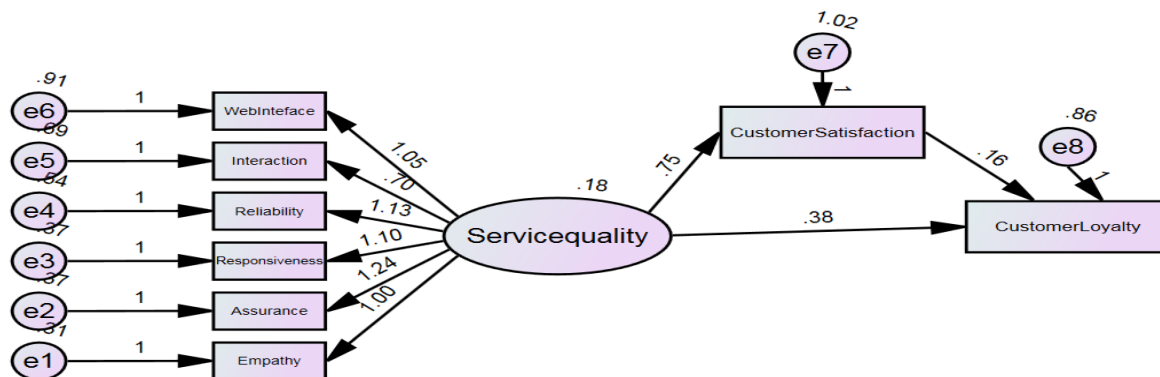 1.02
e7
1
.91
e6
1
WebInteface
1.05
CustomerSatisfaction
.86
e8
1
.69
e5
1
Interaction
.70
.75
.16
.54
e4
1
Reliability
1.13
.18
Servicequality
.38
CustomerLoyalty
.37
e3
1
Responsiveness
1.10
.37
e2
1
Assurance
1.24
.31
e1
1
Empathy
1.00